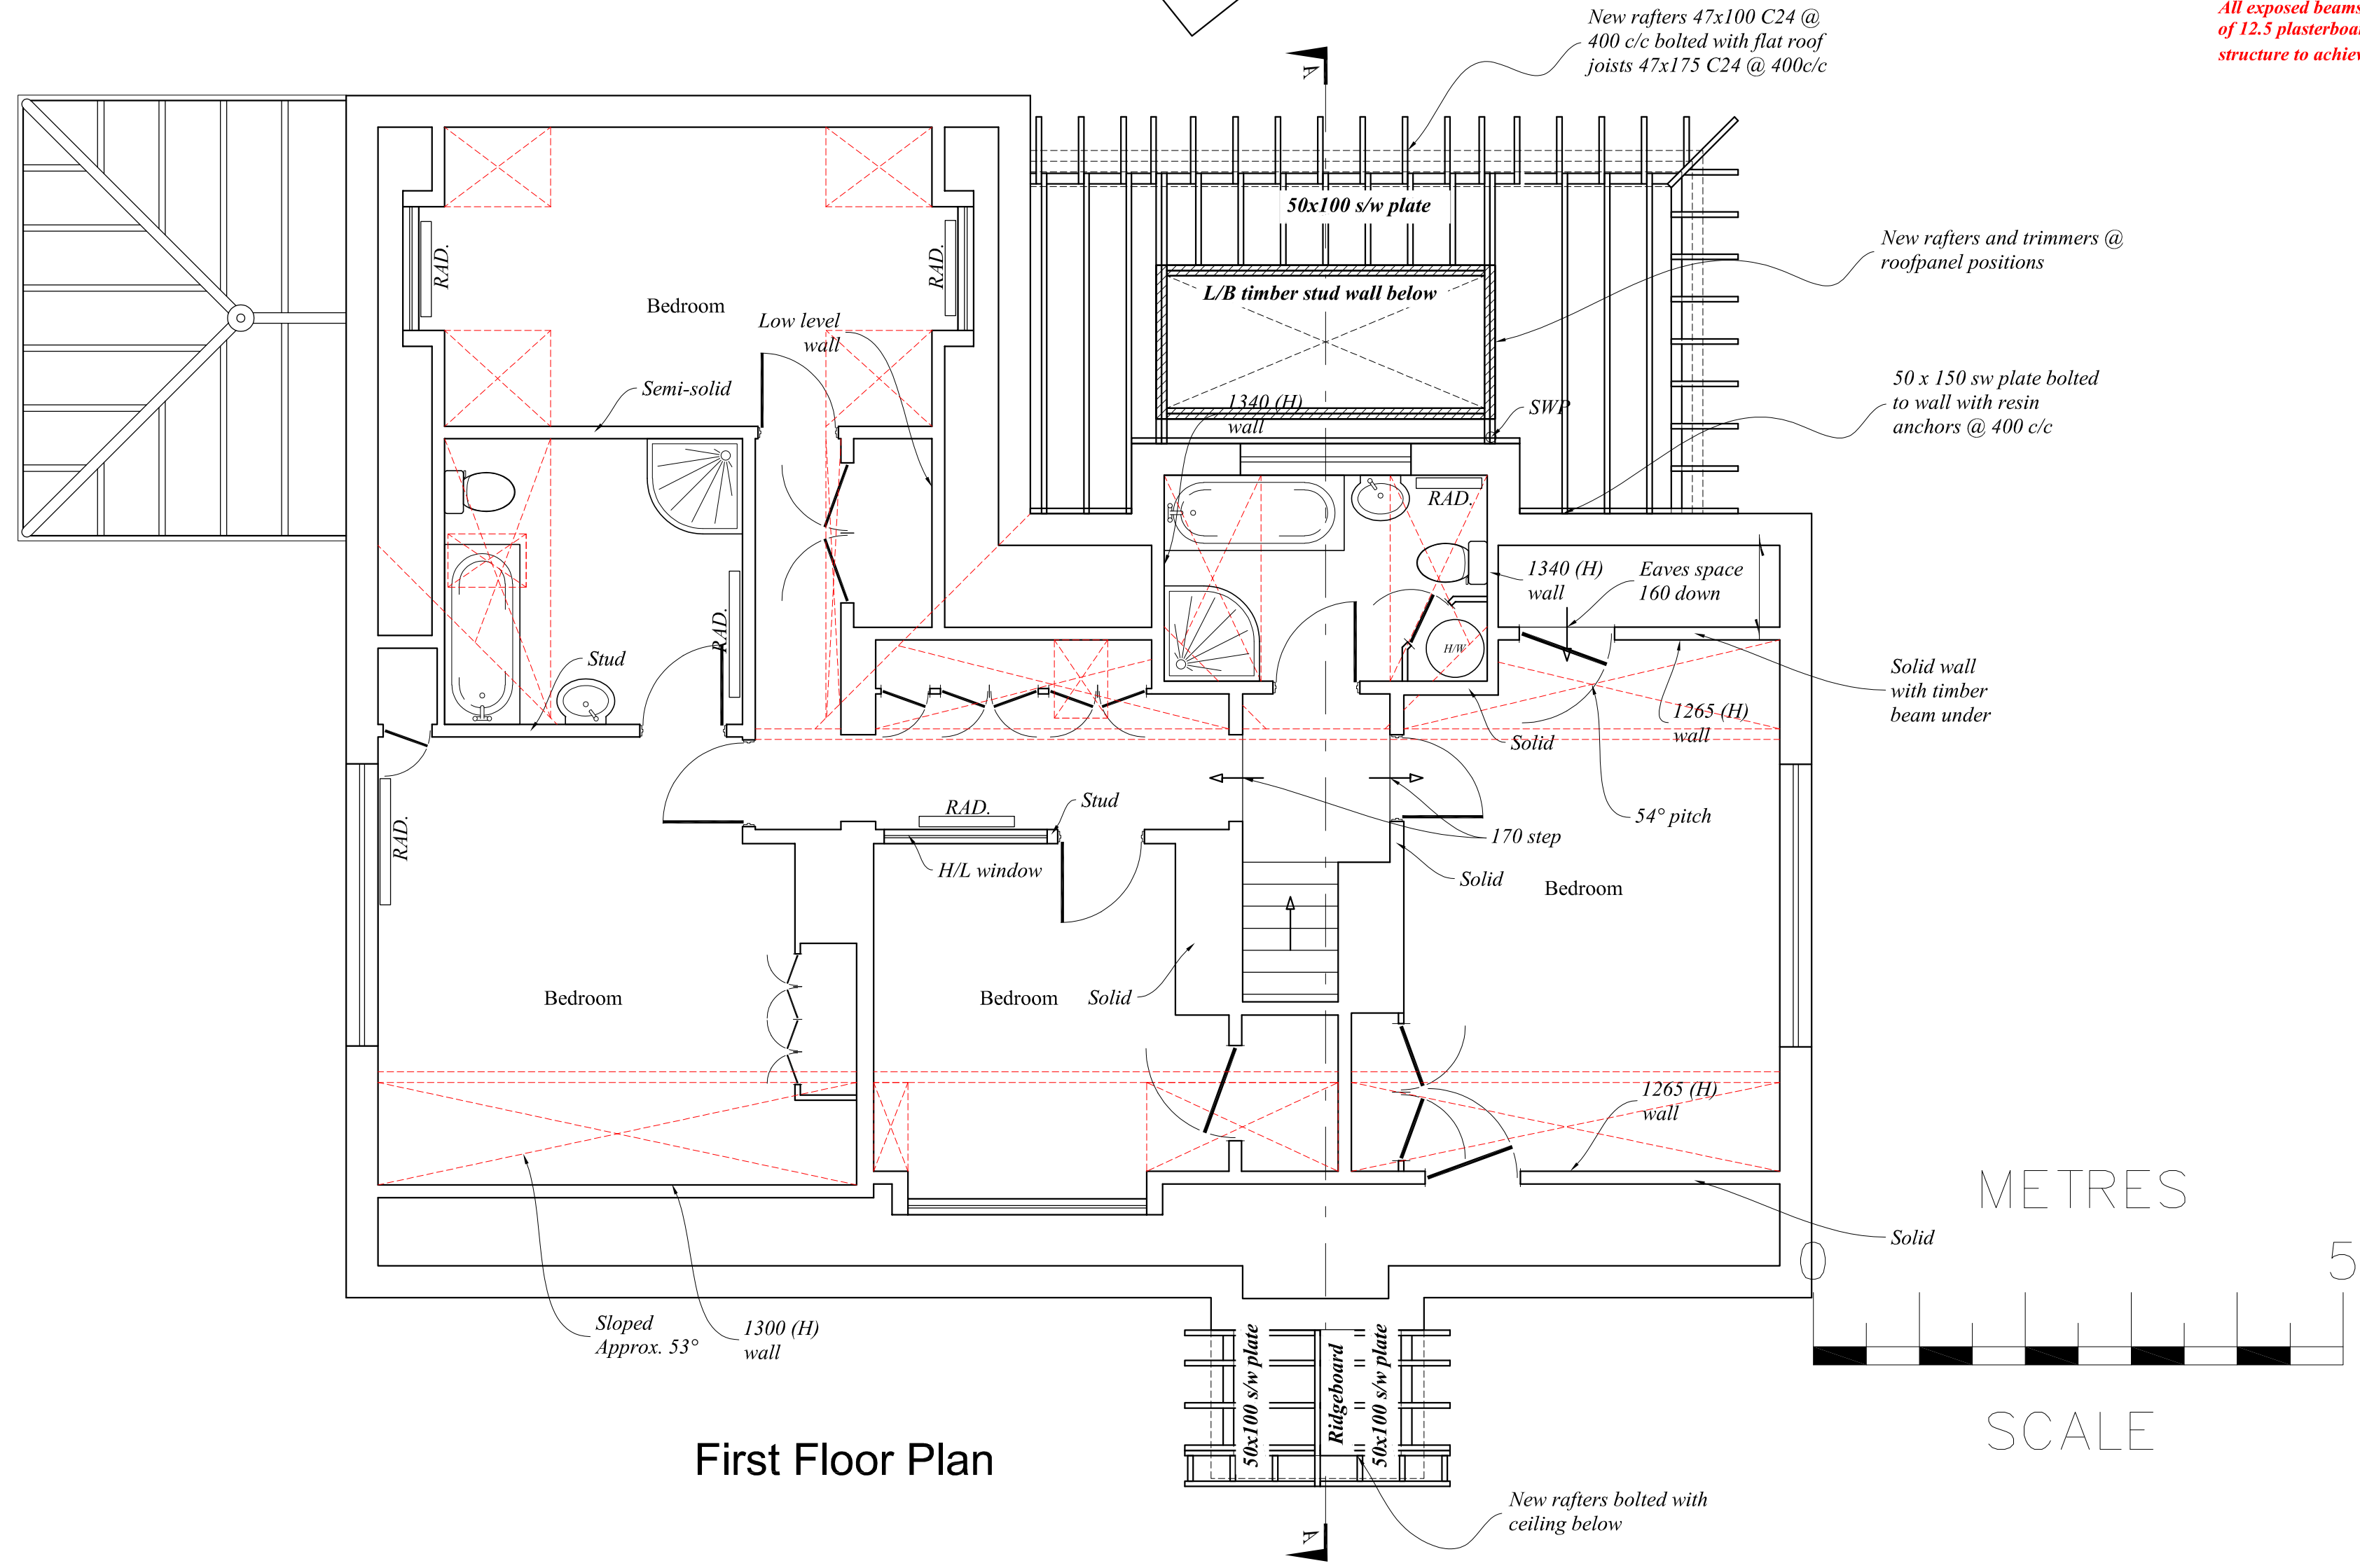 New rafters 47x100 C24 @
400 c/c bolted with flat roof
joists 47x175 C24 @ 400c/c
All exposed beams
of 12.5 plasterboa
structure to achiev
A
50x100 s/w plate
New rafters and trimmers @
roofpanel positions
L/B timber stud wall below
RAD.
RAD.
Bedroom
Low level
wall
Semi-solid
1340 (H)
wall
SWP
50 x 150 sw plate bolted
to wall with resin
anchors @ 400 c/c
RAD.
1340 (H)
wall
Eaves space
160 down
RAD.
H/W
Stud
Solid wall
with timber
beam under
1265 (H)
wall
Solid
RAD.
RAD.
Stud
54° pitch
170 step
H/L window
Solid
Bedroom
Bedroom
Bedroom
Solid
1265 (H)
wall
METRES
Solid
0
5
Sloped
Approx. 53°
1300 (H)
wall
50x100 s/w plate
Ridgeboard
50x100 s/w plate
SCALE
First Floor Plan
New rafters bolted with
ceiling below
A